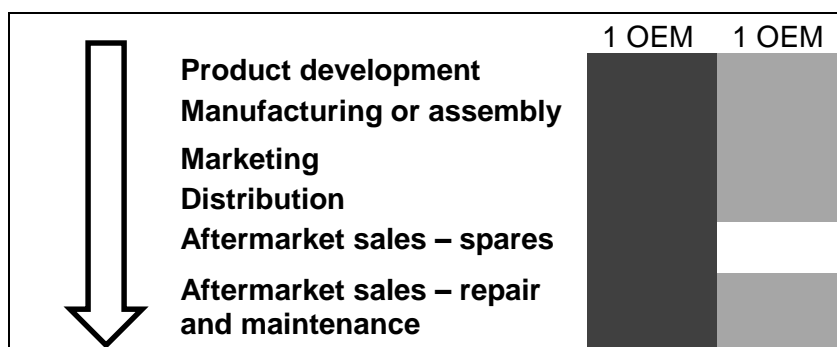 1 OEM 1 OEM
Product development
Manufacturing or assembly
Marketing
Distribution
Aftermarket sales – spares
Aftermarket sales – repair
and maintenance